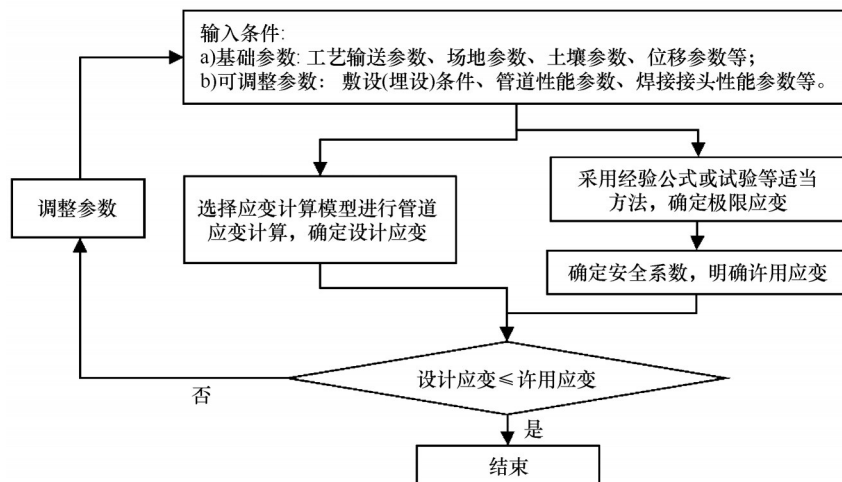 输入条件:
a)基础参数: 工艺输送参数、场地参数、土壤参数、位移参数等；
b)可调整参数： 敷设(埋设)条件、管道性能参数、焊接接头性能参数等。
调整参数
选择应变计算模型进行管道
应变计算，确定设计应变
采用经验公式或试验等适当
方法，确定极限应变
确定安全系数，明确许用应变
设计应变≤许用应变
否
是
结束